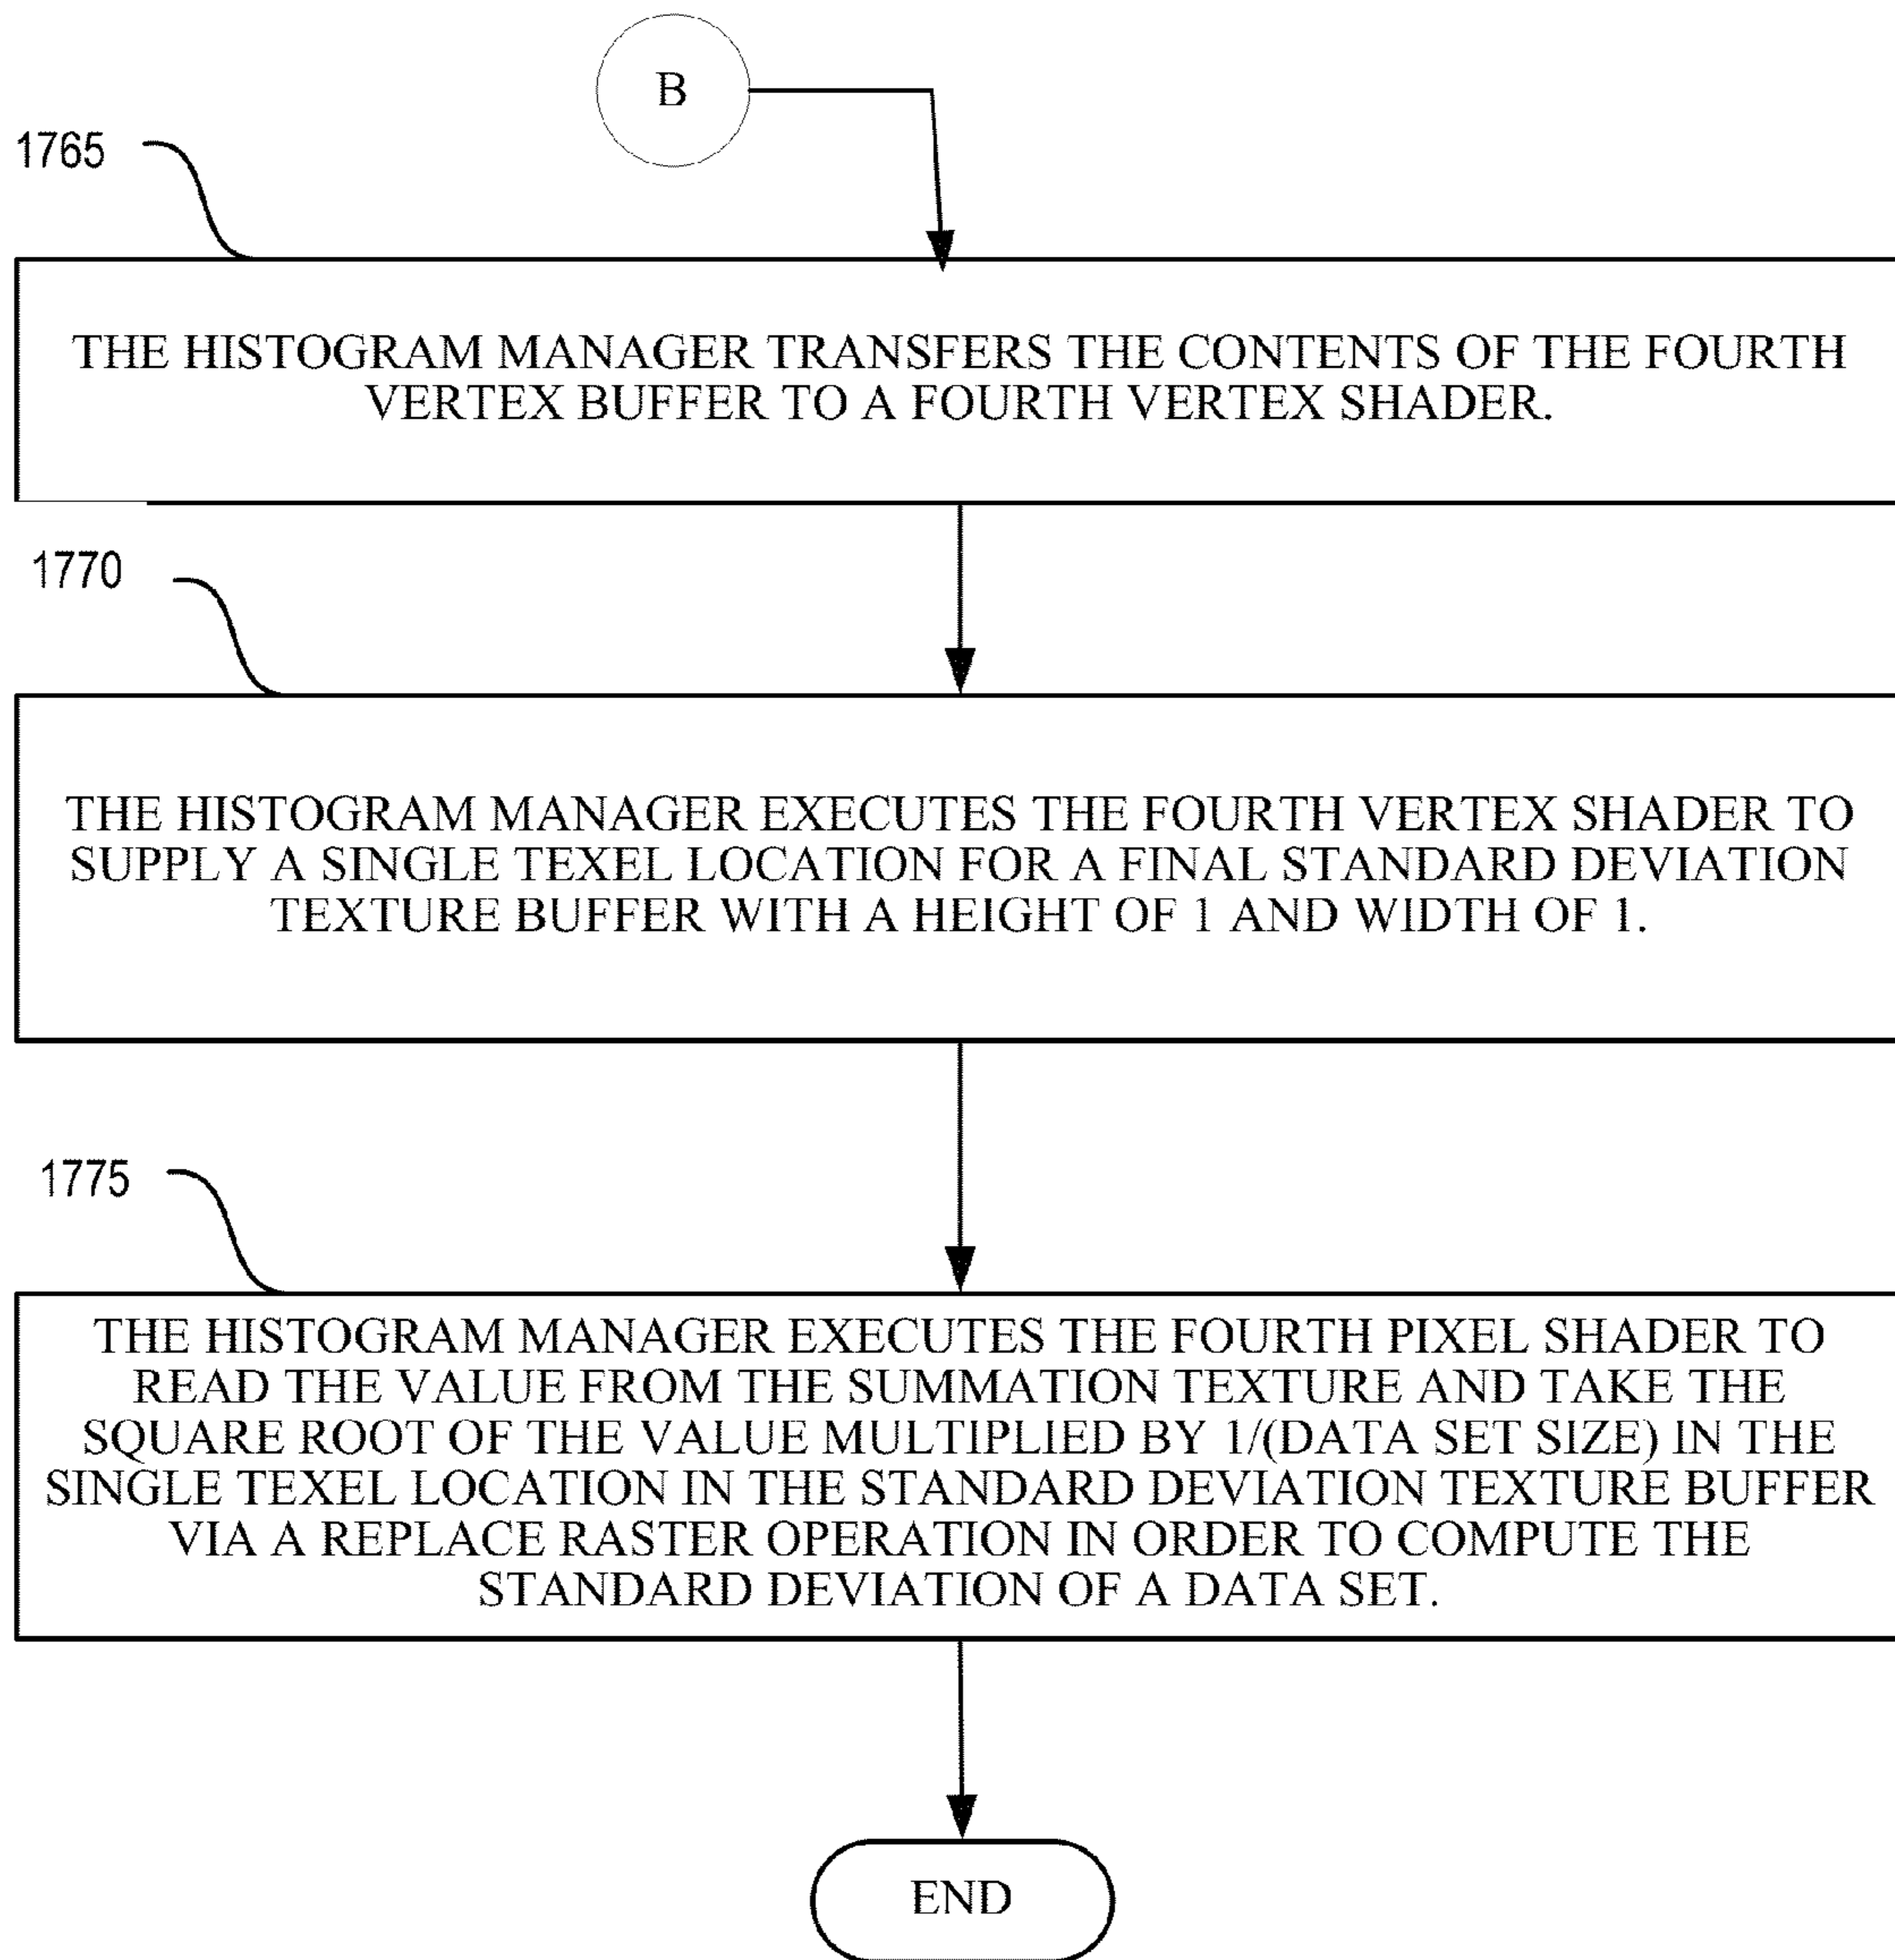 B
1765
THE HISTOGRAM MANAGER TRANSFERS THE CONTENTS OF THE FOURTH
VERTEX BUFFER TO A FOURTH VERTEX SHADER.
1770
THE HISTOGRAM MANAGER EXECUTES THE FOURTH VERTEX SHADER TO
SUPPLY A SINGLE TEXEL LOCATION FOR A FINAL STANDARD DEVIATION
TEXTURE BUFFER WITH A HEIGHT OF 1 AND WIDTH OF 1.
1775
THE HISTOGRAM MANAGER EXECUTES THE FOURTH PIXEL SHADER TO
READ THE VALUE FROM THE SUMMATION TEXTURE AND TAKE THE
SQUARE ROOT OF THE VALUE MULTIPLIED BY 1/(DATA SET SIZE) IN THE
SINGLE TEXEL LOCATION IN THE STANDARD DEVIATION TEXTURE BUFFER
VIA A REPLACE RASTER OPERATION IN ORDER TO COMPUTE THE
STANDARD DEVIATION OF A DATA SET.
END